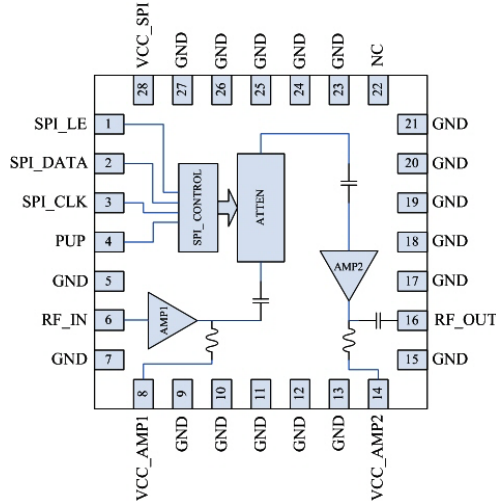 VCC_SPI
GND
GND
GND
GND
GND
NC
28
27
26
25
24
23
22
SPI_LE
1
SPI_DATA
2
SPI_CLK
3
PUP
4
GND
5
RF_IN
6
GND
7
SPI_CONTROL
ATTEN
AMP1
AMP2
21
GND
20
GND
19
GND
18
GND
17
GND
16
RF_OUT
15
GND
8
9
10
11
12
13
14
VCC_AMP1
GND
GND
GND
GND
GND
VCC_AMP2